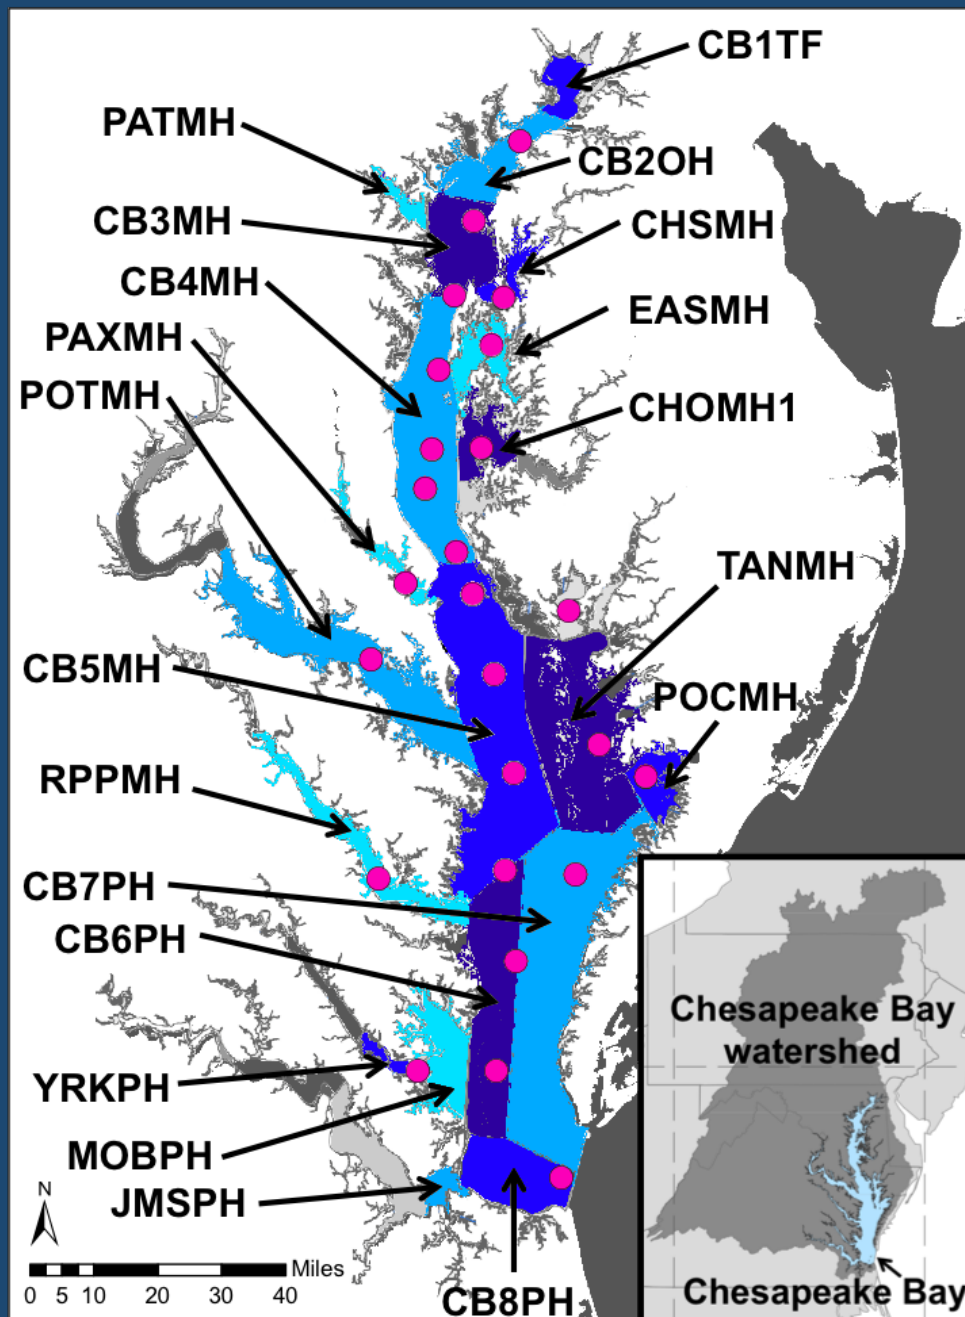 CB1TF
PATMH
CB2OH
CB3MH
CHSMH
CB4MH
EASMH
PAXMH
POTMH
CHOMH1
TANMH
CB5MH
POCMH
RPPMH
CB7PH
CB6PH
Chesapeake Bay
watershed
YRKPH
MOBPH
JMSPH
N
Miles
0 5 10 20 30 40
CB8PH
Chesapeake Bay